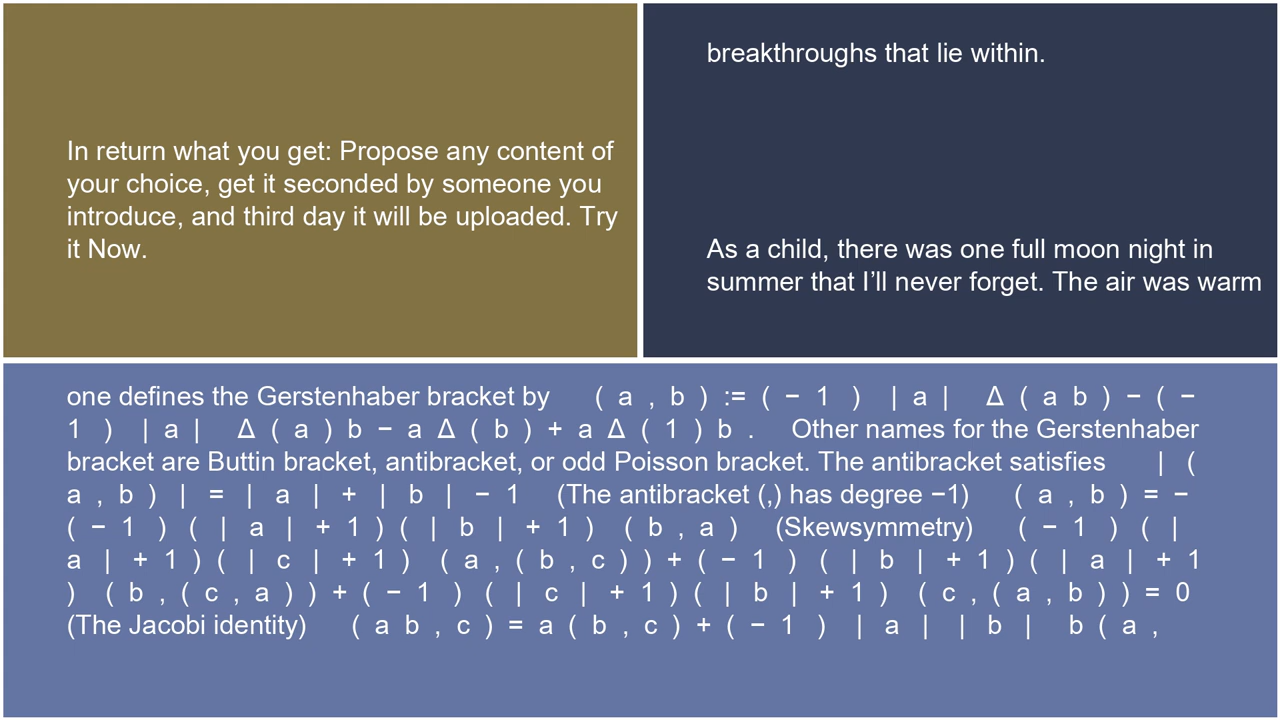 In return what you get: Propose any content of
your choice, get it seconded by someone you
introduce, and third day it will be uploaded. Try
it Now.
breakthroughs that lie within.
As a child, there was one full moon night in
summer that I’ll never forget. The air was warm
one defines the Gerstenhaber bracket by ( a , b ) := ( − 1 ) | a | Δ ( a b ) − ( −
1 ) | a | Δ ( a ) b − a Δ ( b ) + a Δ ( 1 ) b . Other names for the Gerstenhaber
bracket are Buttin bracket, antibracket, or odd Poisson bracket. The antibracket satisfies | (
a , b ) | = | a | + | b | − 1 (The antibracket (,) has degree −1) ( a , b ) = −
( − 1 ) ( | a | + 1 ) ( | b | + 1 ) ( b , a ) (Skewsymmetry) ( − 1 ) ( |
a | + 1 ) ( | c | + 1 ) ( a , ( b , c ) ) + ( − 1 ) ( | b | + 1 ) ( | a | + 1
) ( b , ( c , a ) ) + ( − 1 ) ( | c | + 1 ) ( | b | + 1 ) ( c , ( a , b ) ) = 0
(The Jacobi identity) ( a b , c ) = a ( b , c ) + ( − 1 ) | a | | b | b ( a ,